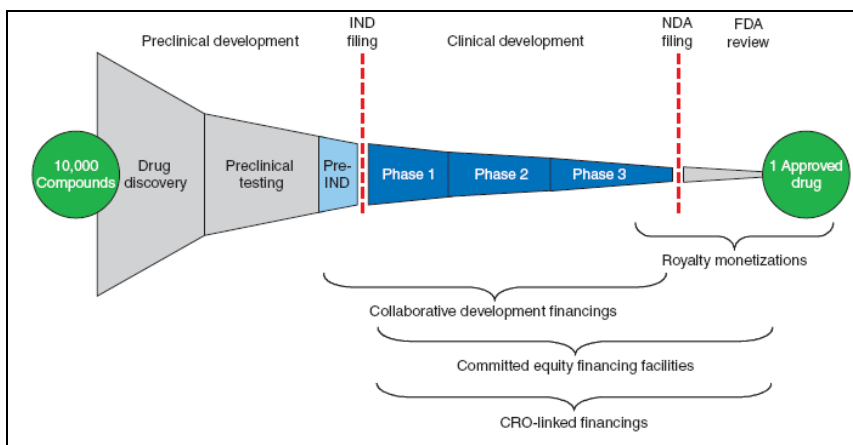 Preclinical development
IND
filing
Clinical development
NDA
filing
FDA
review
10,000
Compounds
Drug
discovery
Preclinical
testing
Pre-
IND
Phase 1
Phase 2
Phase 3
1 Approved
drug
Royalty monetizations
Collaborative development financings
Committed equity financing facilities
CRO-linked financings